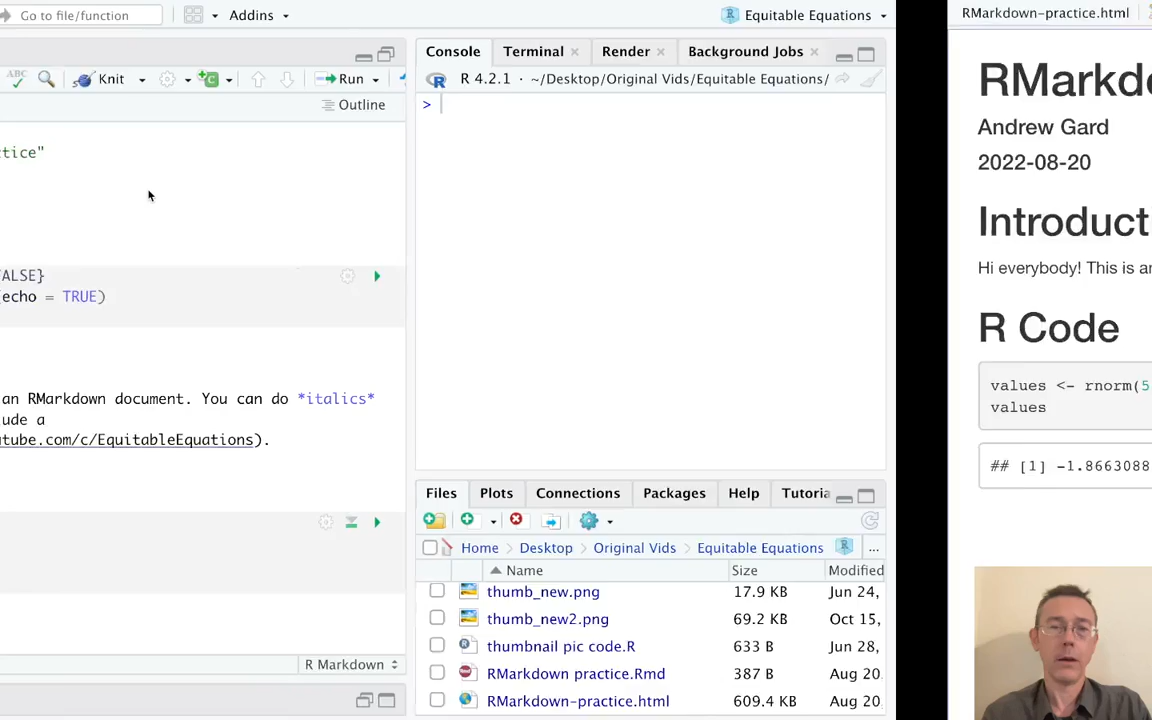 Go to file/function
Addins
Equitable Equations
RMarkdown-practice.html
Console
Terminal
Render
Background Jobs
ABC
Knit
Run
R 4.2.1 · ~/Desktop/Original Vids/Equitable Equations/
Outline
>
tice"
ALSE}
echo = TRUE)
an RMarkdown document. You can do *italics*
ude a
utube.com/c/EquitableEquations).
R Markdown
Files
Plots
Connections
Packages
Help
Tutoria
Home
Desktop
Original Vids
Equitable Equations
...
Name
Size
Modified
thumb_new.png
17.9 KB
Jun 24,
thumb_new2.png
69.2 KB
Oct 15,
thumbnail pic code.R
633 B
Jun 28,
RMarkdown practice.Rmd
387 B
Aug 20
RMarkdown-practice.html
609.4 KB
Aug 20
RMarkdo
Andrew Gard
2022-08-20
Introducti
Hi everybody! This is an
R Code
values <- rnorm(5
values
## [1] -1.8663088